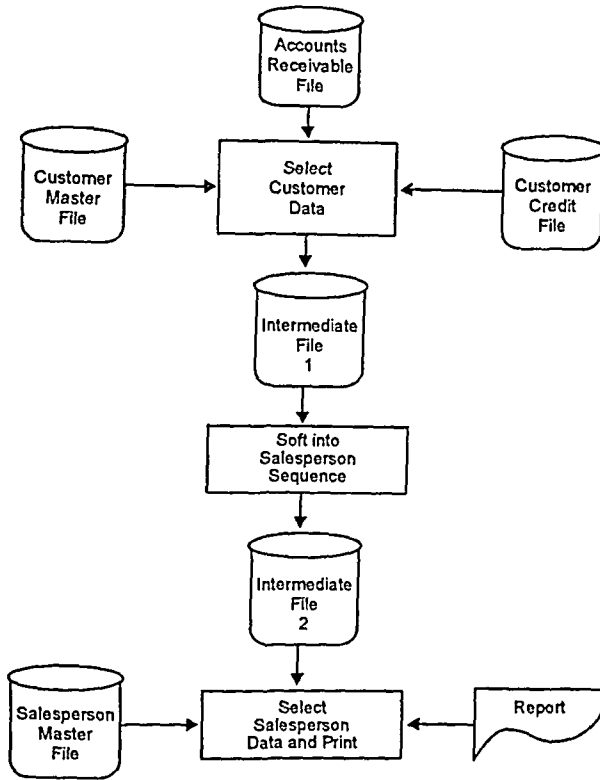 Accounts
Receivable
File
Customer
Master
File
Select
Customer
Data
Customer
Credit
File
Intermediate
File
1
Soft into
Salesperson
Sequence
Intermediate
File
2
Salesperson
Master
File
Select
Salesperson
Data and Print
Report